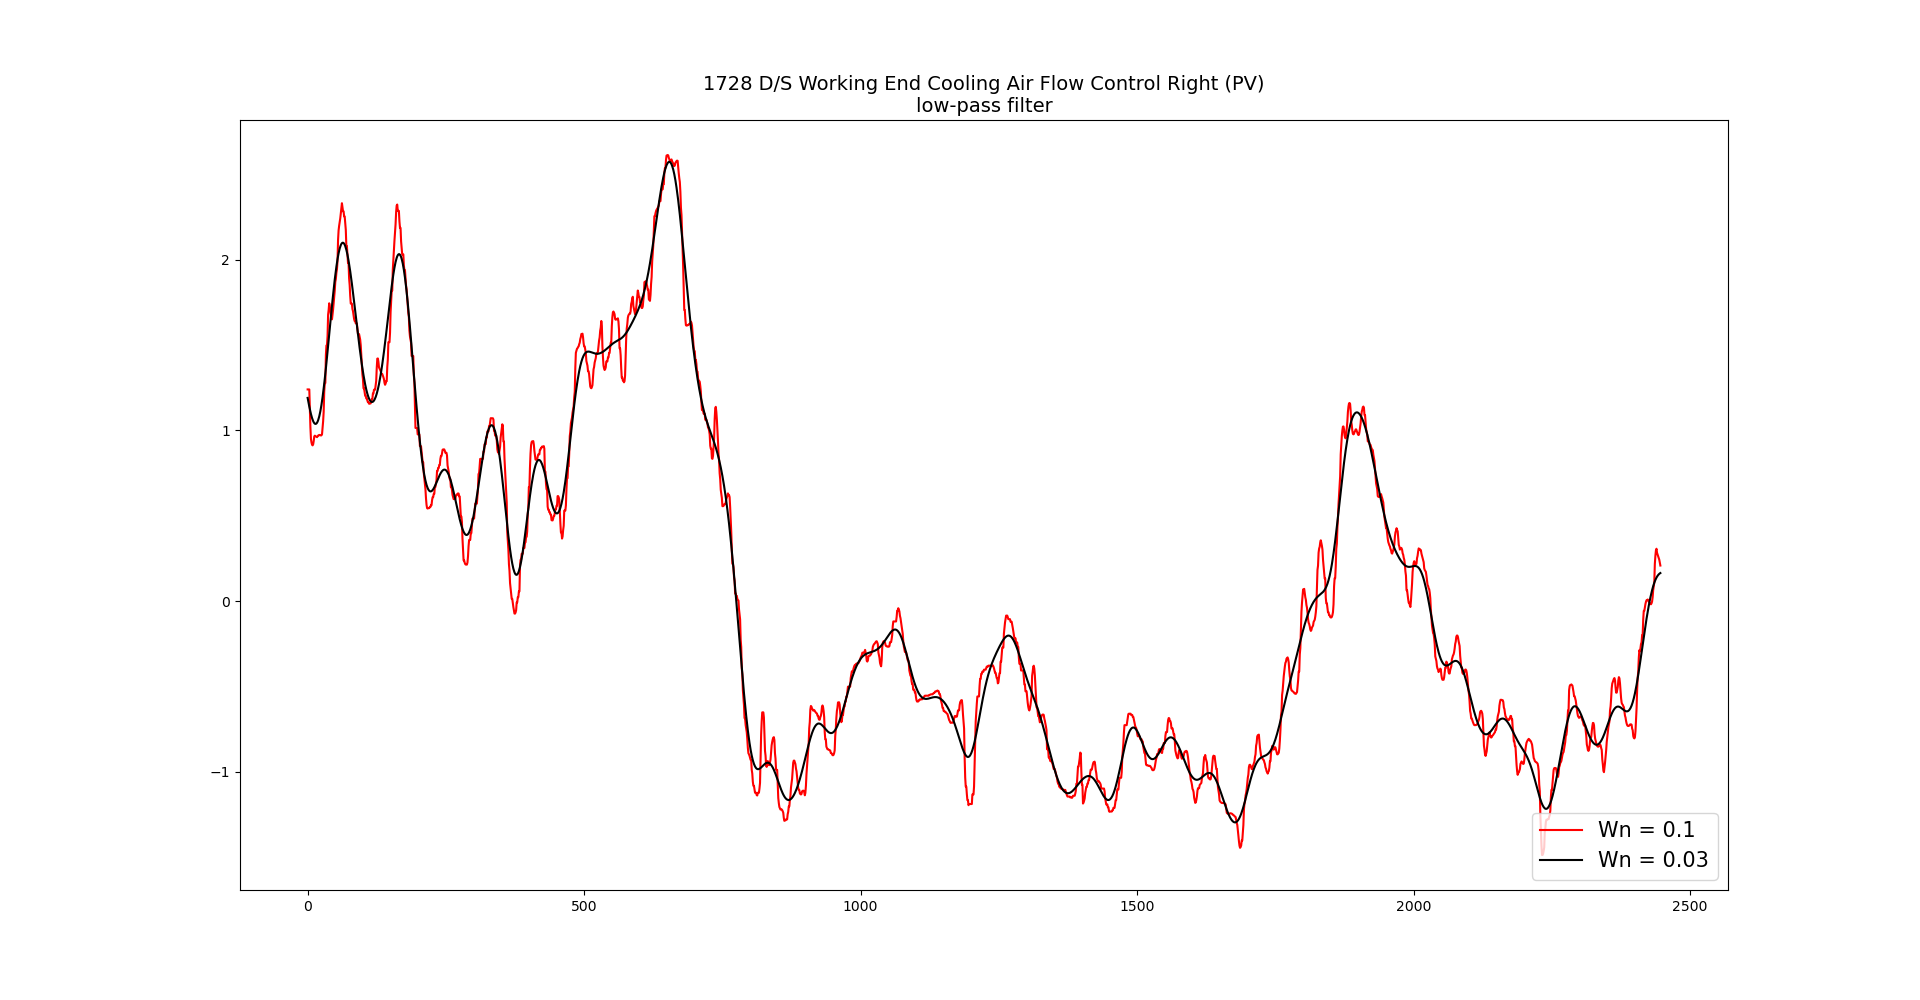 1728 D/S Working End Cooling Air Flow Control Right (PV)
low-pass filter
2
1
0
−1
0
500
1000
1500
2000
2500
Wn = 0.1
Wn = 0.03